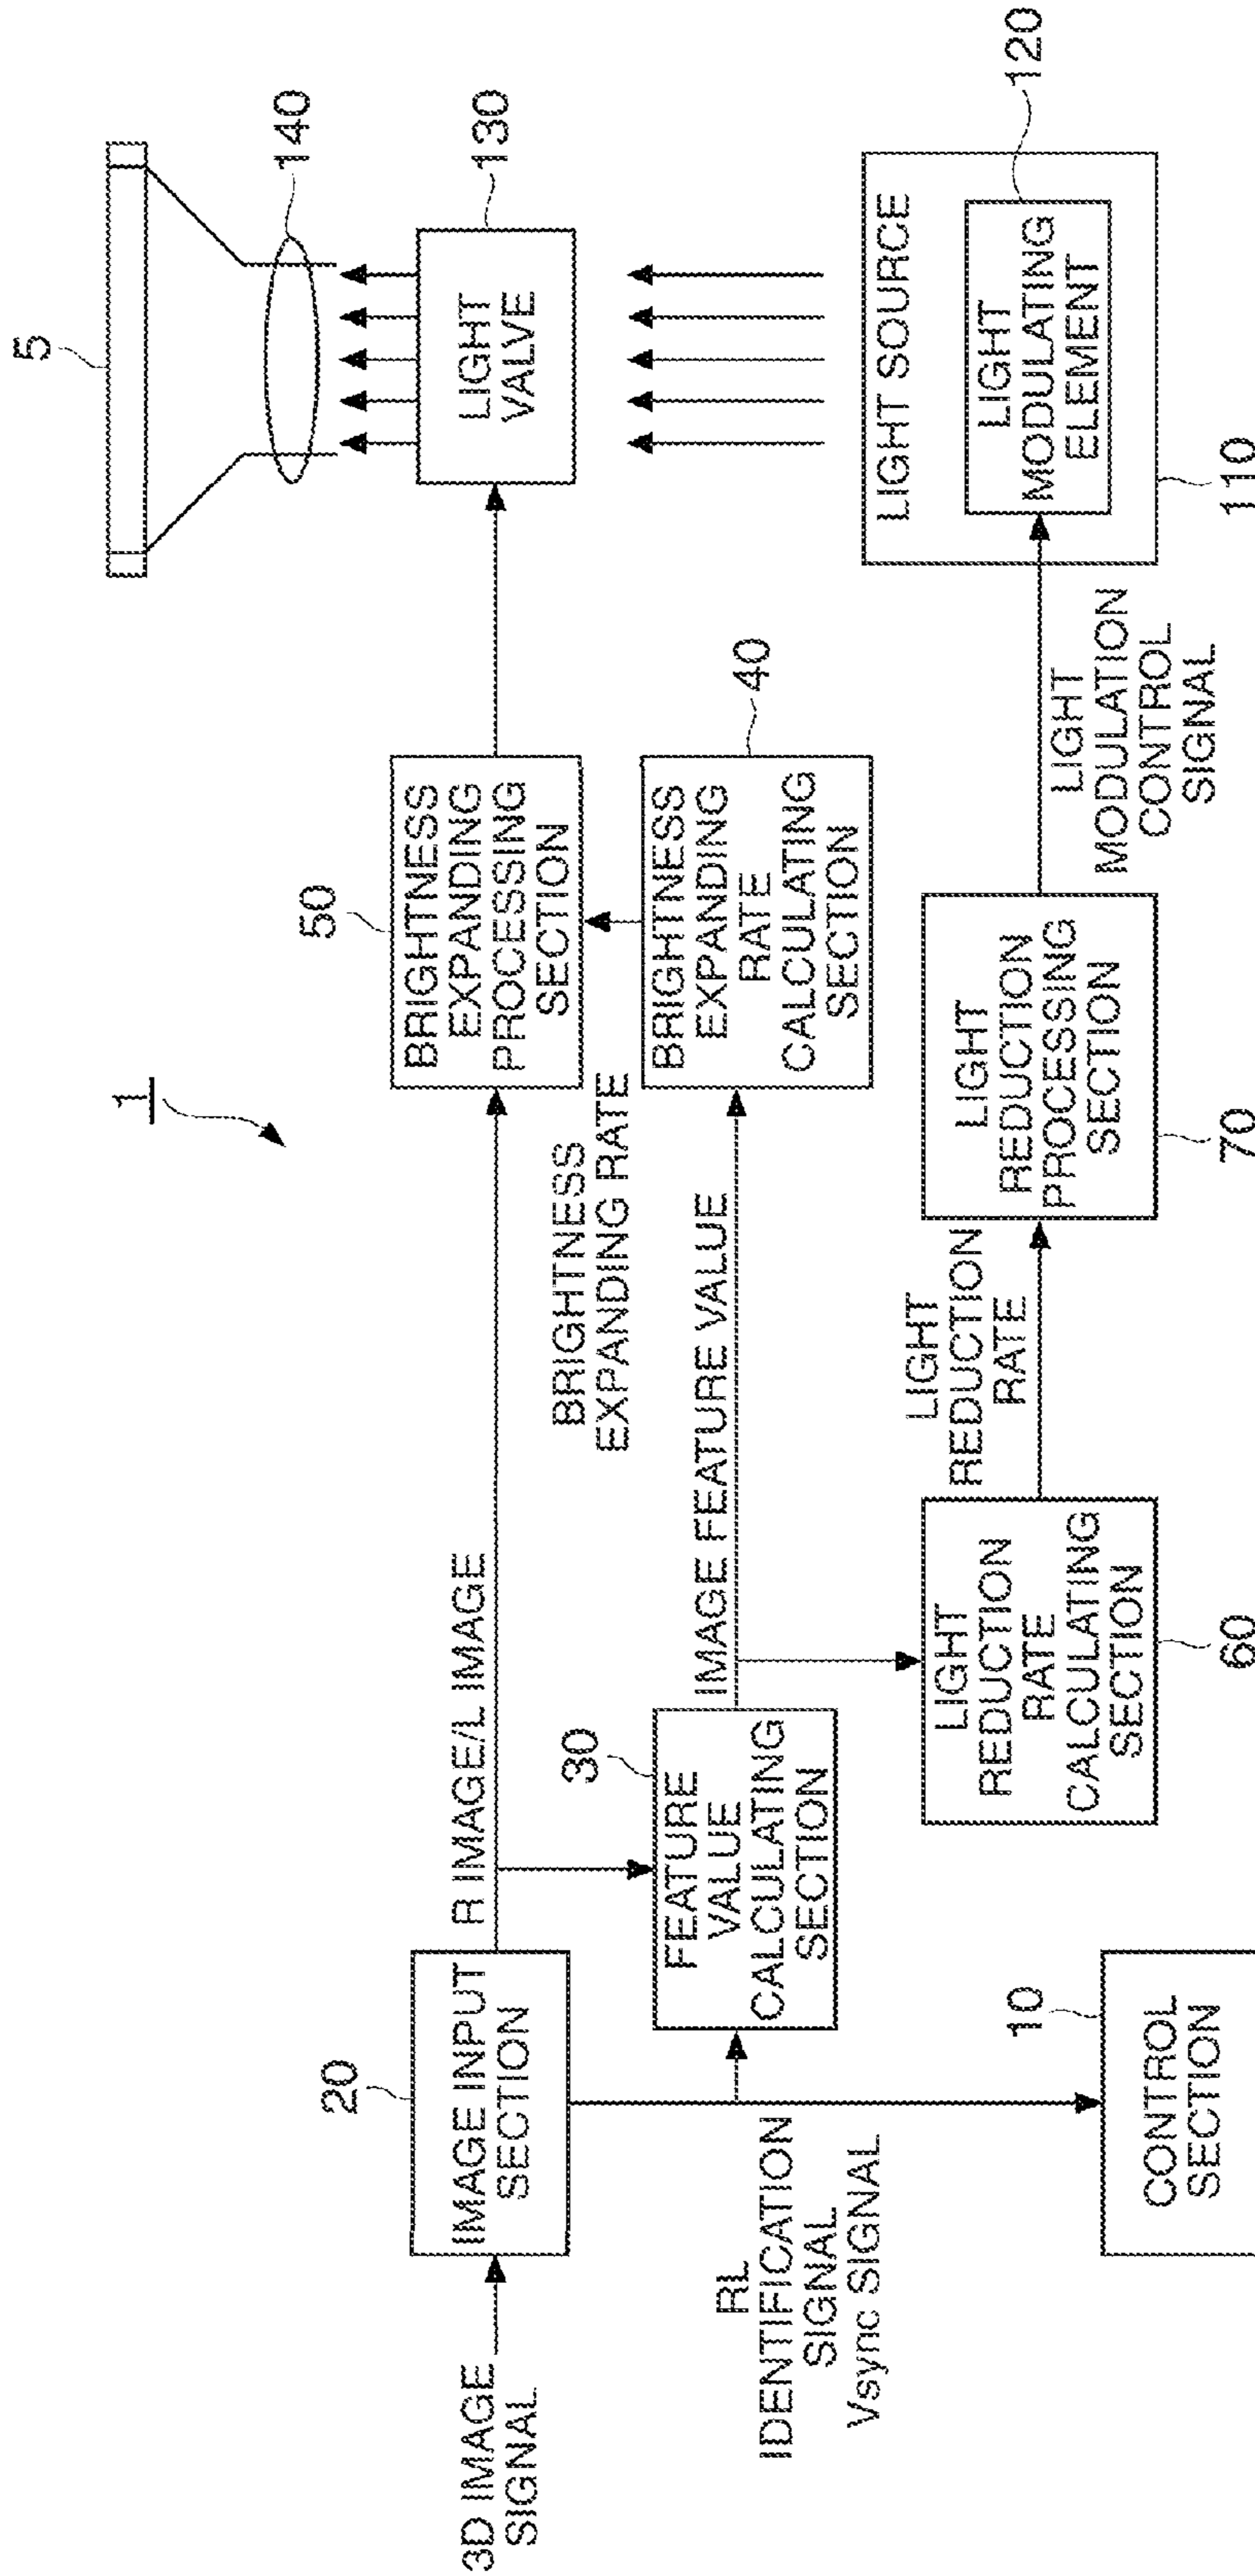 1
3D IMAGE
SIGNAL
20
IMAGE INPUT
SECTION
R IMAGE/L IMAGE
50
BRIGHTNESS
EXPANDING
PROCESSING
SECTION
130
LIGHT
VALVE
140
5
RL
IDENTIFICATION
SIGNAL
Vsync SIGNAL
30
FEATURE
VALUE
CALCULATING
SECTION
IMAGE FEATURE VALUE
BRIGHTNESS
EXPANDING RATE
BRIGHTNESS
EXPANDING
RATE
CALCULATING
SECTION
40
10
CONTROL
SECTION
LIGHT
REDUCTION
RATE
CALCULATING
SECTION
60
LIGHT
REDUCTION
RATE
LIGHT
REDUCTION
PROCESSING
SECTION
70
LIGHT
MODULATION
CONTROL
SIGNAL
LIGHT SOURCE
LIGHT
MODULATING
ELEMENT
110
120